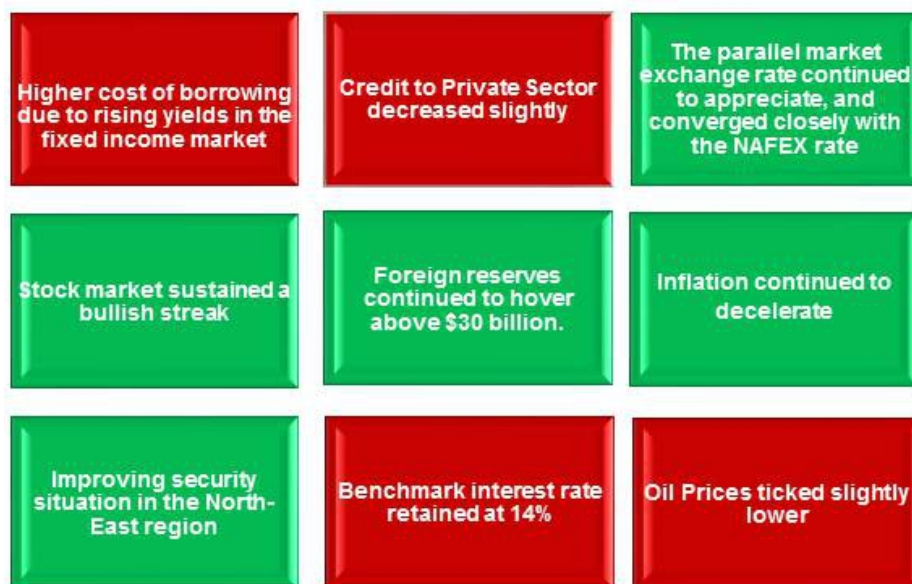 Higher cost of borrowing
due to rising yields in the
fixed income market
Credit to Private Sector
decreased slightly
The parallel market
exchange rate continued
to appreciate, and
converged closely with
the NAFEX rate
Stock market sustained a
bullish streak
Foreign reserves
continued to hover
above $30 billion.
Inflation continued to
decelerate
Improving security
situation in the North-
East region
Benchmark interest rate
retained at 14%
Oil Prices ticked slightly
lower